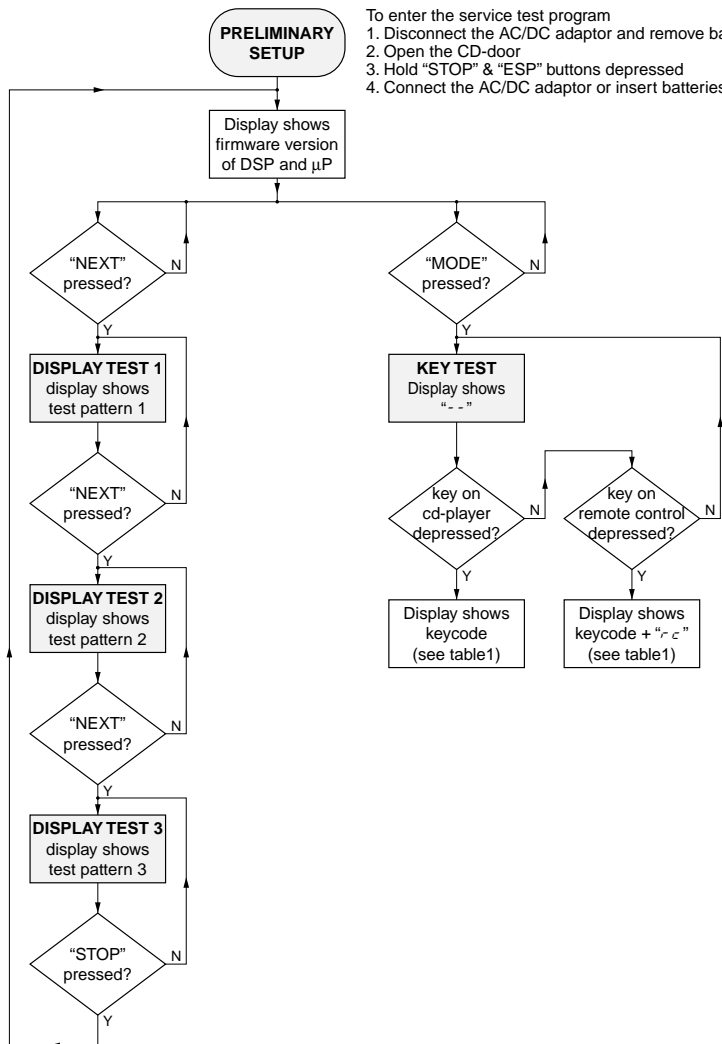 PRELIMINARY
SETUP
To enter the service test program
1. Disconnect the AC/DC adaptor and remove
2. Open the CD-door
3. Hold “STOP” & “ESP” buttons depressed
4. Connect the AC/DC adaptor or insert batteries
Display shows
firmware version
of DSP and µP
“NEXT”
pressed?
N
Y
“MODE”
pressed?
N
Y
DISPLAY TEST 1
display shows
test pattern 1
KEY TEST
Display shows
“--”
“NEXT”
pressed?
N
Y
key on
cd-player
depressed?
N
Y
key on
remote control
depressed?
N
Y
DISPLAY TEST 2
display shows
test pattern 2
Display shows
keycode
(see table1)
Display shows
keycode + “rc”
(see table1)
“NEXT”
pressed?
N
Y
DISPLAY TEST 3
display shows
test pattern 3
“STOP”
pressed?
N
Y